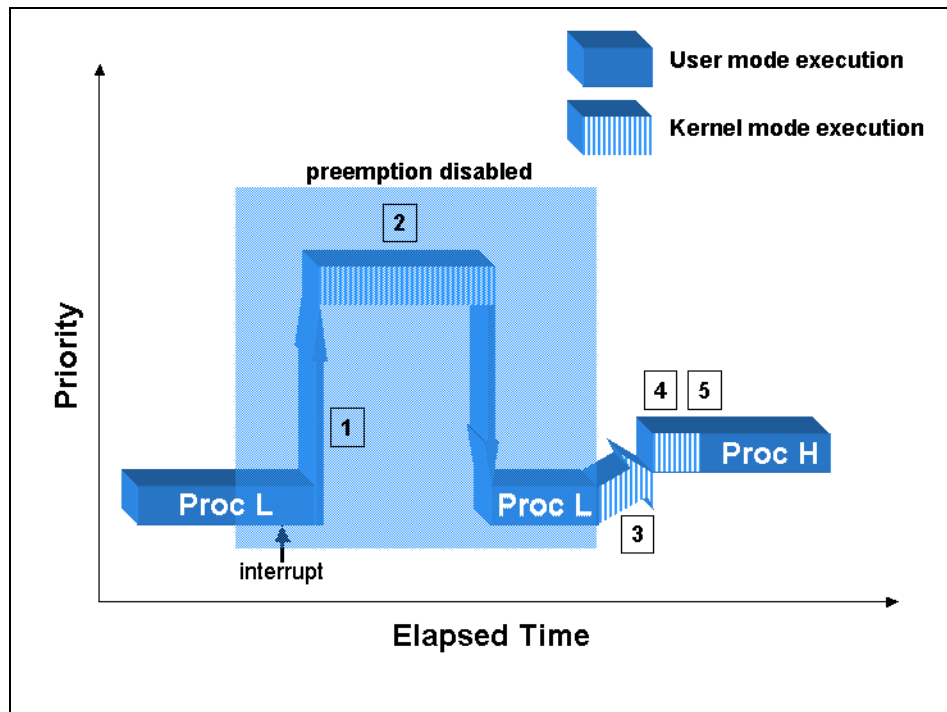 User mode execution
Kernel mode execution
preemption disabled
2
Priority
1
4 5
Proc L
Proc L
Proc H
3
interrupt
Elapsed Time